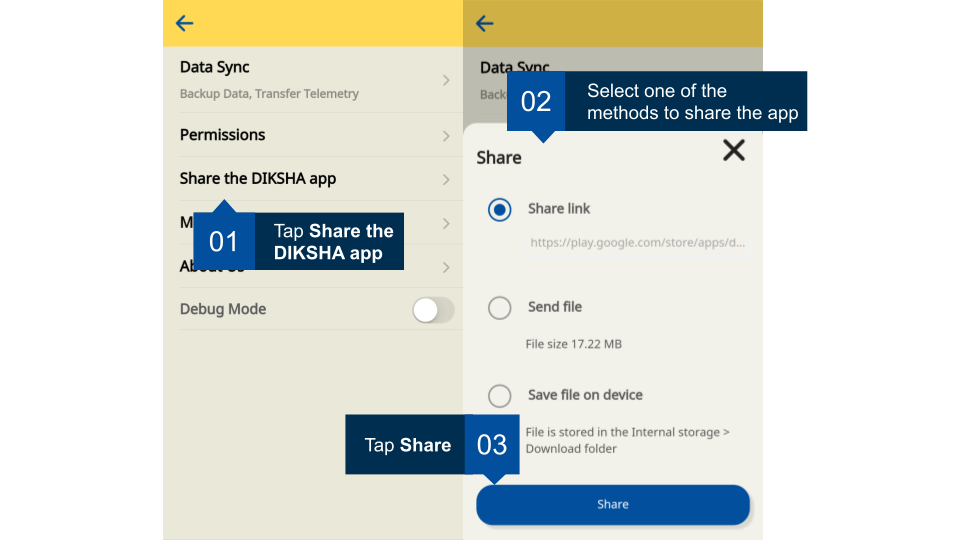 Data Sync
Backup Data, Transfer Telemetry
Permissions
Share the DIKSHA app
M
01
Tap Share the
DIKSHA app
About Us
Debug Mode
Data Sync
Back
02
Select one of the
methods to share the app
Share
Share link
https://play.google.com/store/apps/d...
Send file
File size 17.22 MB
Save file on device
File is stored in the Internal storage >
Download folder
Tap Share
03
Share